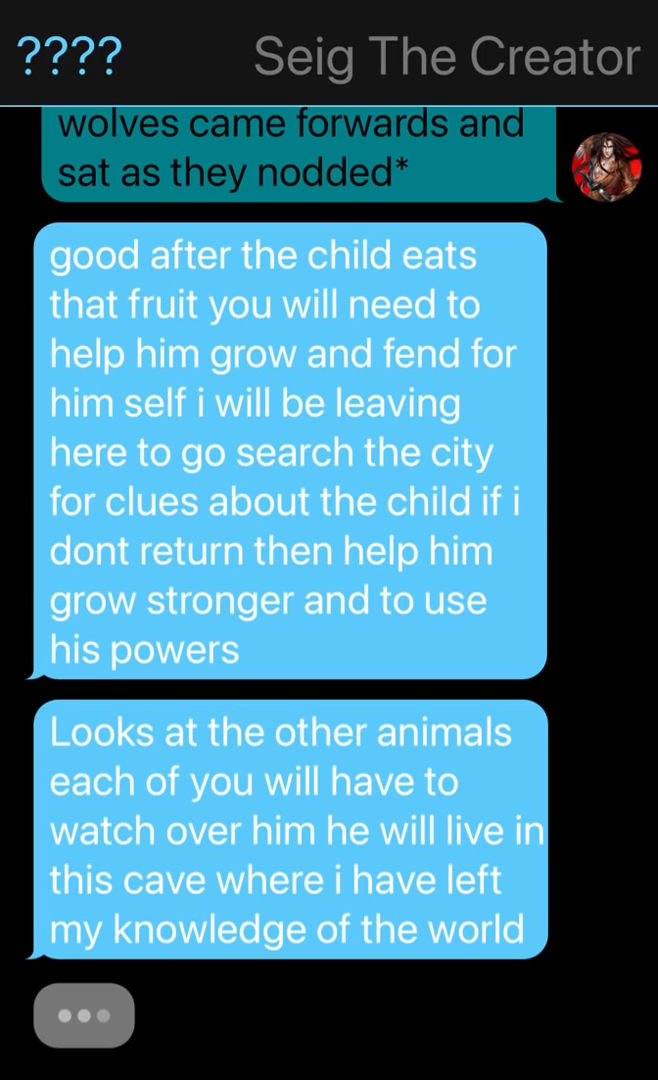 ???? Seig The Creator
wolves came forwards and
sat as they nodded*
good after the child eats
that fruit you will need to
help him grow and fend for
him self i will be leaving
here to go search the city
for clues about the child if i
dont return then help him
grow stronger and to use
his powers
Looks at the other animals
each of you will have to
watch over him he will live in
this cave where i have left
my knowledge of the world